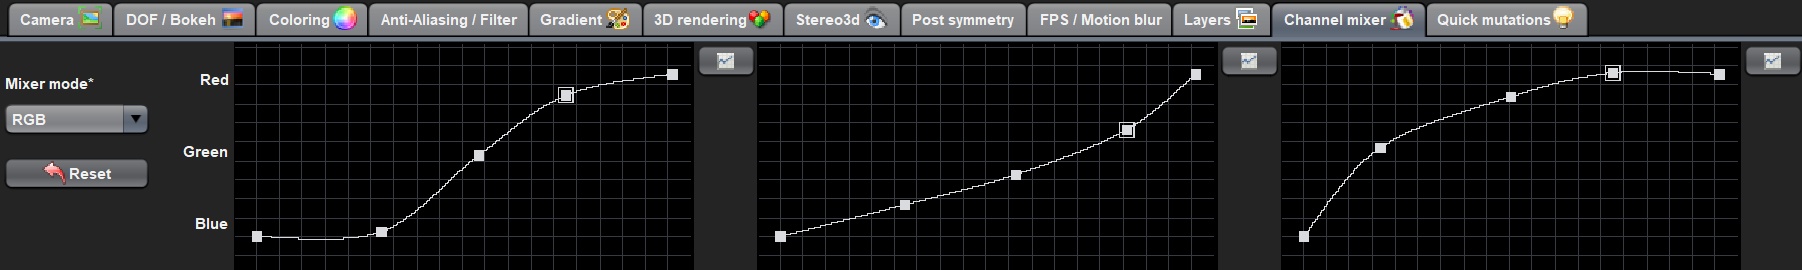 Camera DOF / Bokeh Coloring Anti-Aliasing / Filter Gradient 3D rendering Stereo3d Post symmetry FPS / Motion blur Layers Channel mixer Quick mutations
Mixer mode*
RGB
Reset
Red
Green
Blue